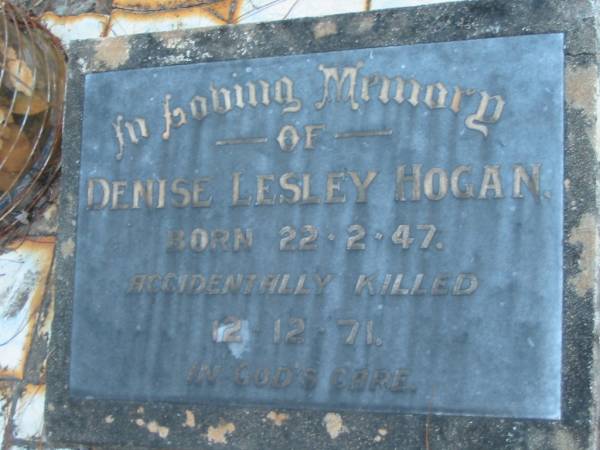 In Loving Memory
— OF —
DENISE LESLEY HOGAN.
BORN 22·2·47.
ACCIDENTALLY KILLED
12·12·71.
IN GOD'S CARE.